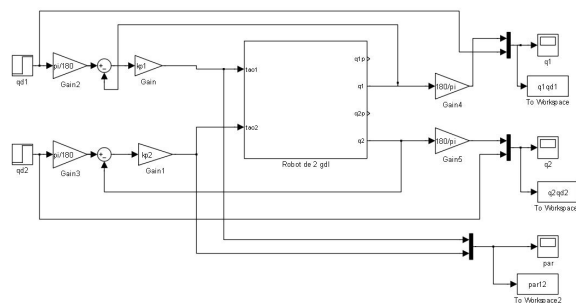 qd1
pi/180
Gain2
kp1
Gain
tao1
tao2
q1p
q1
q2p
q2
Robot de 2 gdl
180/pi
Gain4
q1
q1qd1
To Workspace
qd2
pi/180
Gain3
kp2
Gain1
180/pi
Gain5
q2
q2qd2
To Workspace
par
par12
To Workspace2